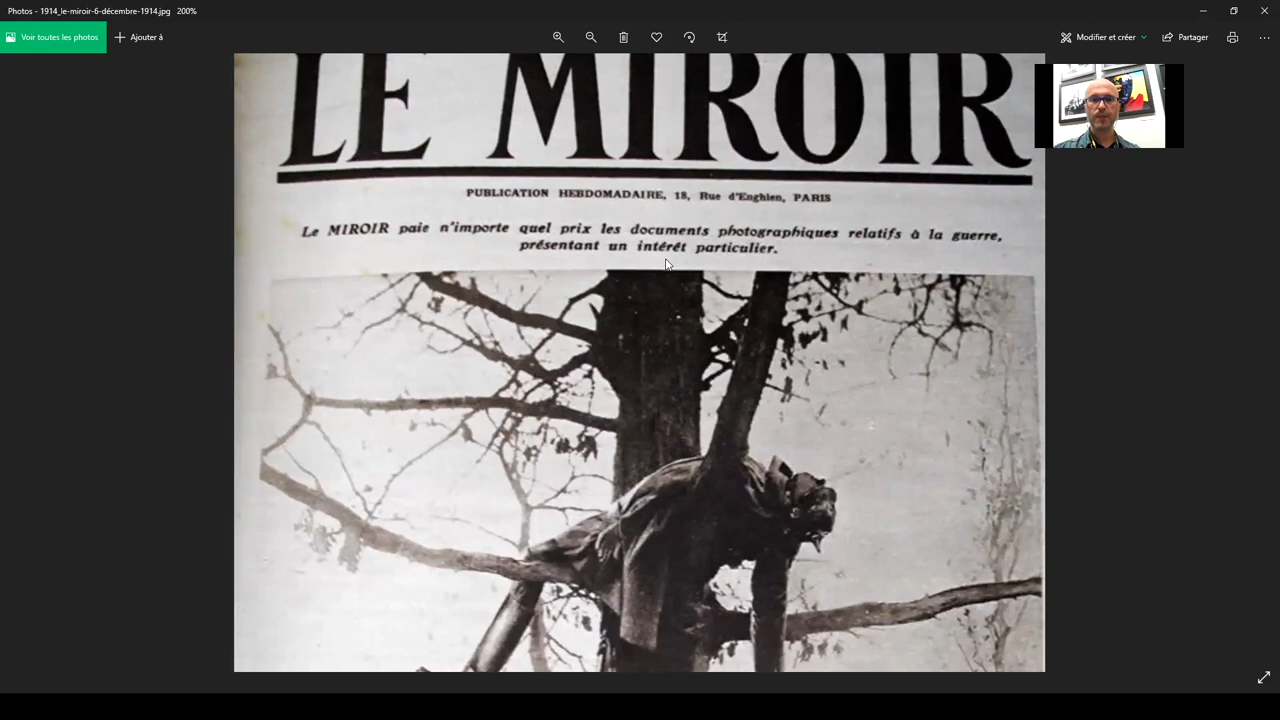 Photos - 1914_le-miroir-6-décembre-1914.jpg 200%
Voir toutes les photos
Ajouter à
Modifier et créer
Partager
LE MIROIR
PUBLICATION HEBDOMADAIRE, 18, Rue d'Enghien, PARIS
Le MIROIR paie n'importe quel prix les documents photographiques relatifs à la guerre,
présentant un intérêt particulier.